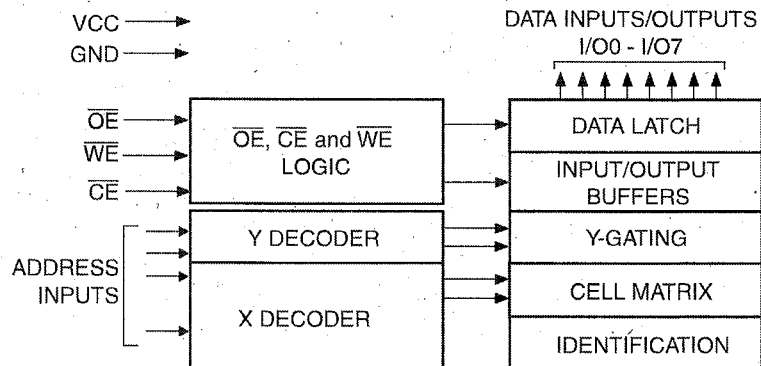 VCC
GND
DATA INPUTS/OUTPUTS
I/O0 - I/O7
OE
WE
CE
OE, CE and WE
LOGIC
DATA LATCH
INPUT/OUTPUT
BUFFERS
ADDRESS
INPUTS
Y DECODER
Y-GATING
X DECODER
CELL MATRIX
IDENTIFICATION